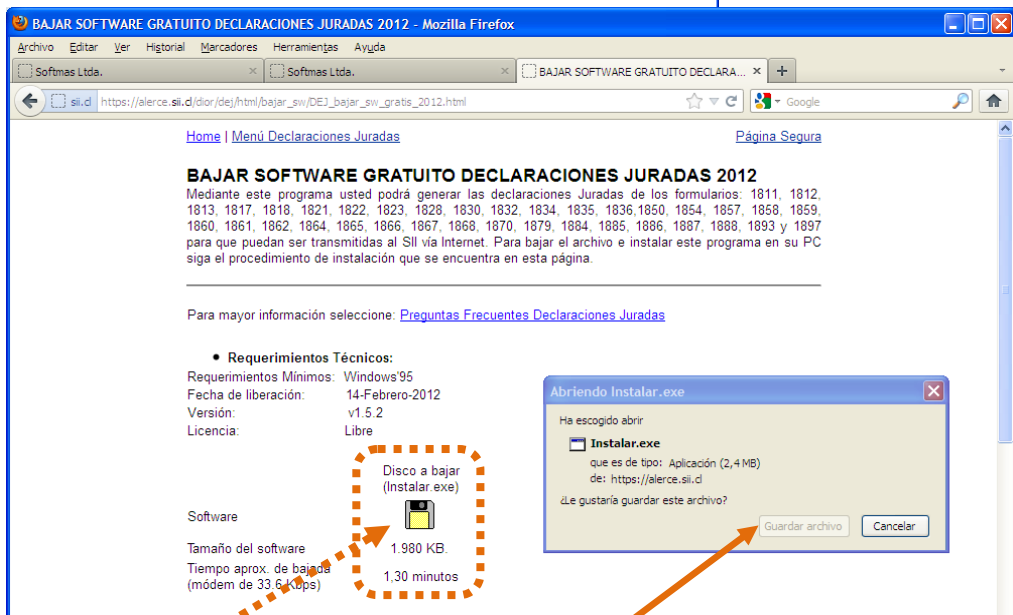 BAJAR SOFTWARE GRATUITO DECLARACIONES JURADAS 2012 - Mozilla Firefox
Archivo Editar Ver Historial Marcadores Herramientas Ayuda
Softmas Ltda. × Softmas Ltda. × BAJAR SOFTWARE GRATUITO DECLARA... × +
sii.cl https://alerce.sii.cl/dior/dej/html/bajar_sw/DEJ_bajar_sw_gratis_2012.html Google
Home | Menú Declaraciones Juradas Página Segura
BAJAR SOFTWARE GRATUITO DECLARACIONES JURADAS 2012
Mediante este programa usted podrá generar las declaraciones Juradas de los formularios: 1811, 1812,
1813, 1817, 1818, 1821, 1822, 1823, 1828, 1830, 1832, 1834, 1835, 1836,1850, 1854, 1857, 1858, 1859,
1860, 1861, 1862, 1864, 1865, 1866, 1867, 1868, 1870, 1879, 1884, 1885, 1886, 1887, 1888, 1893 y 1897
para que puedan ser transmitidas al SII vía Internet. Para bajar el archivo e instalar este programa en su PC
siga el procedimiento de instalación que se encuentra en esta página.
Para mayor información seleccione: Preguntas Frecuentes Declaraciones Juradas
• Requerimientos Técnicos:
Requerimientos Mínimos: Windows'95
Fecha de liberación: 14-Febrero-2012
Versión: v1.5.2
Licencia: Libre
Disco a bajar
(Instalar.exe)
Software
Tamaño del software 1.980 KB.
Tiempo aprox. de bajada
(módem de 33.6 Kbps) 1,30 minutos
Abriendo Instalar.exe
Ha escogido abrir
Instalar.exe
que es de tipo: Aplicación (2,4 MB)
de: https://alerce.sii.cl
¿Le gustaría guardar este archivo?
Guardar archivo Cancelar